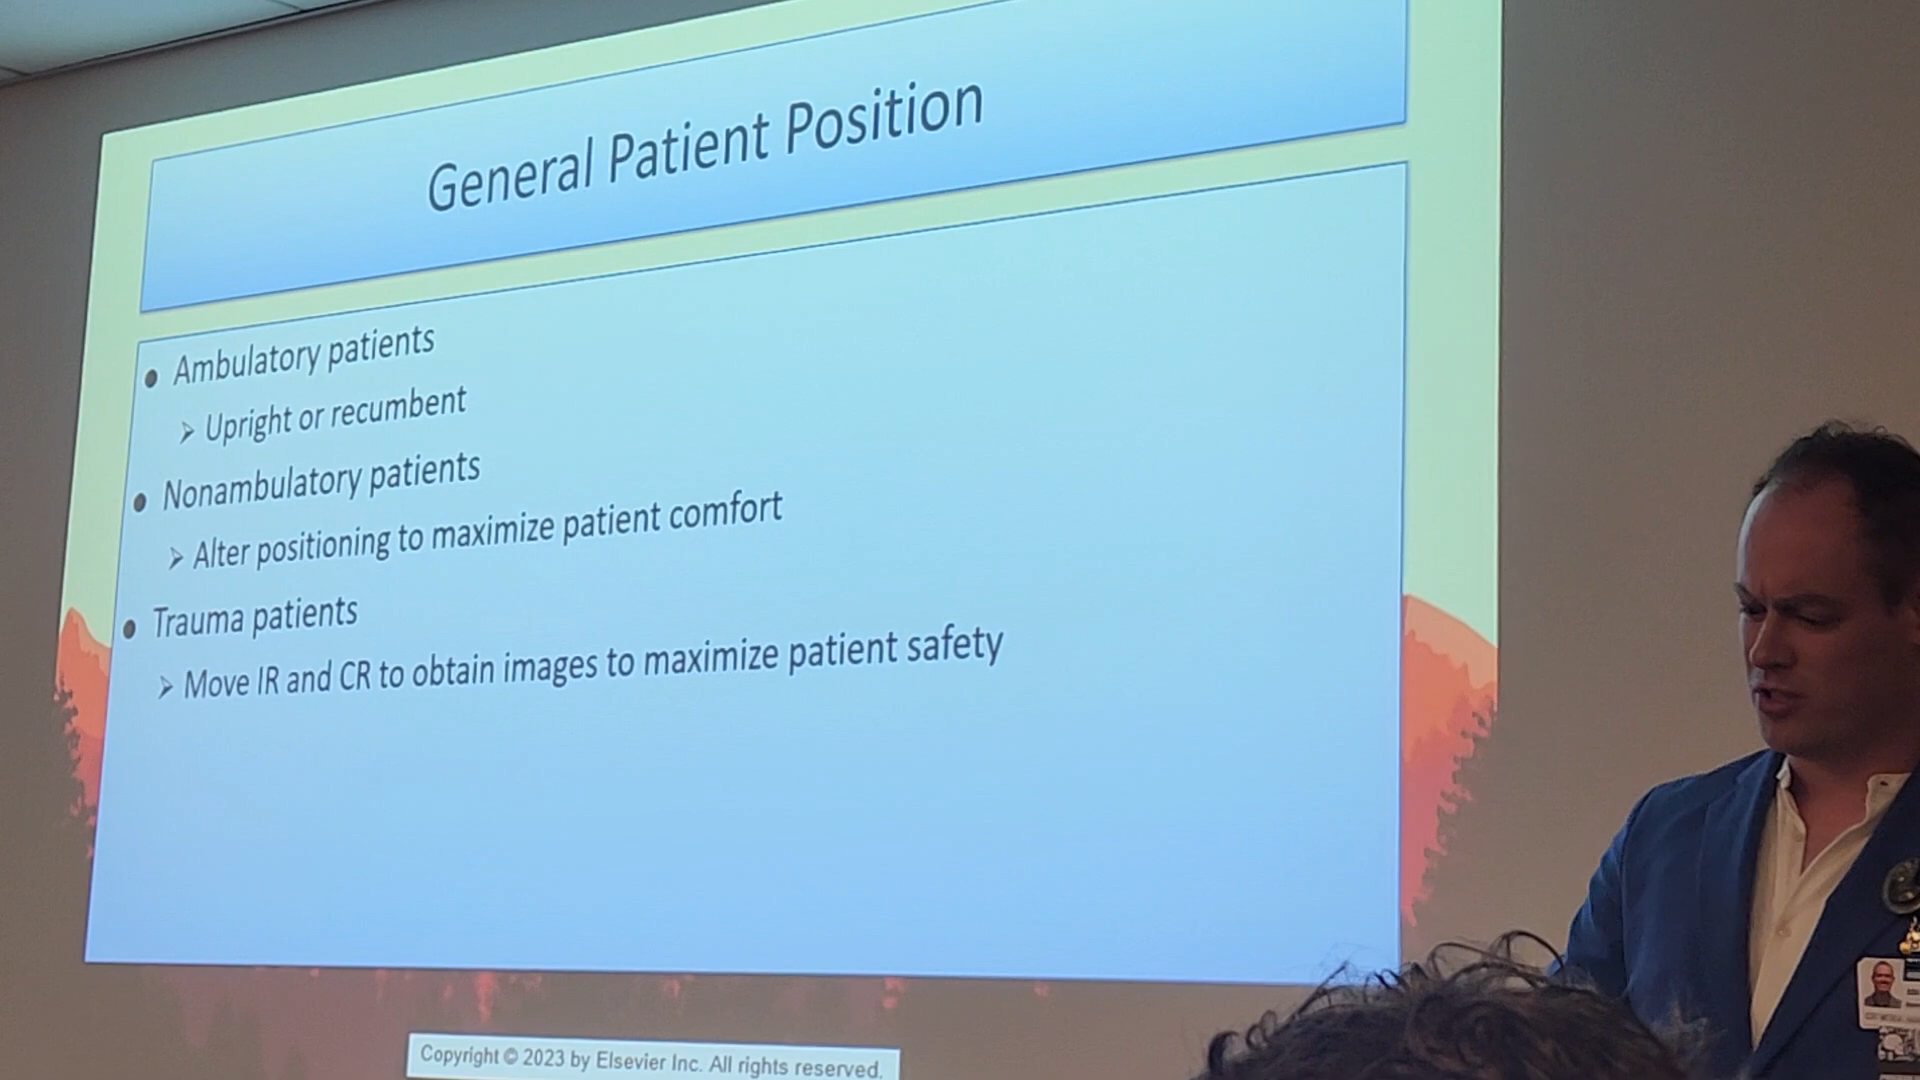 General Patient Position
● Ambulatory patients
➢ Upright or recumbent
● Nonambulatory patients
➢ Alter positioning to maximize patient comfort
● Trauma patients
➢ Move IR and CR to obtain images to maximize patient safety
Copyright © 2023 by Elsevier Inc. All rights reserved.